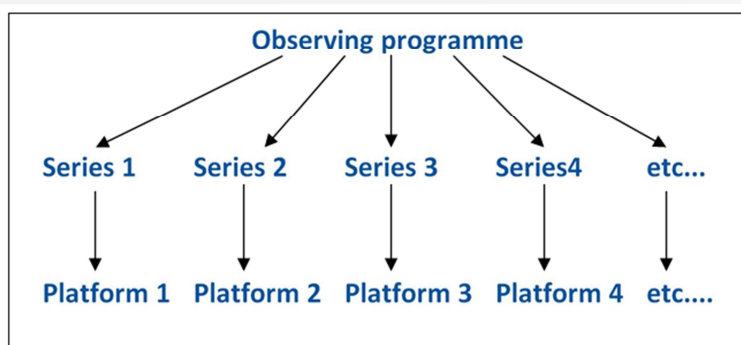 Observing programme
Series 1 Series 2 Series 3 Series4 etc...
Platform 1 Platform 2 Platform 3 Platform 4 etc....